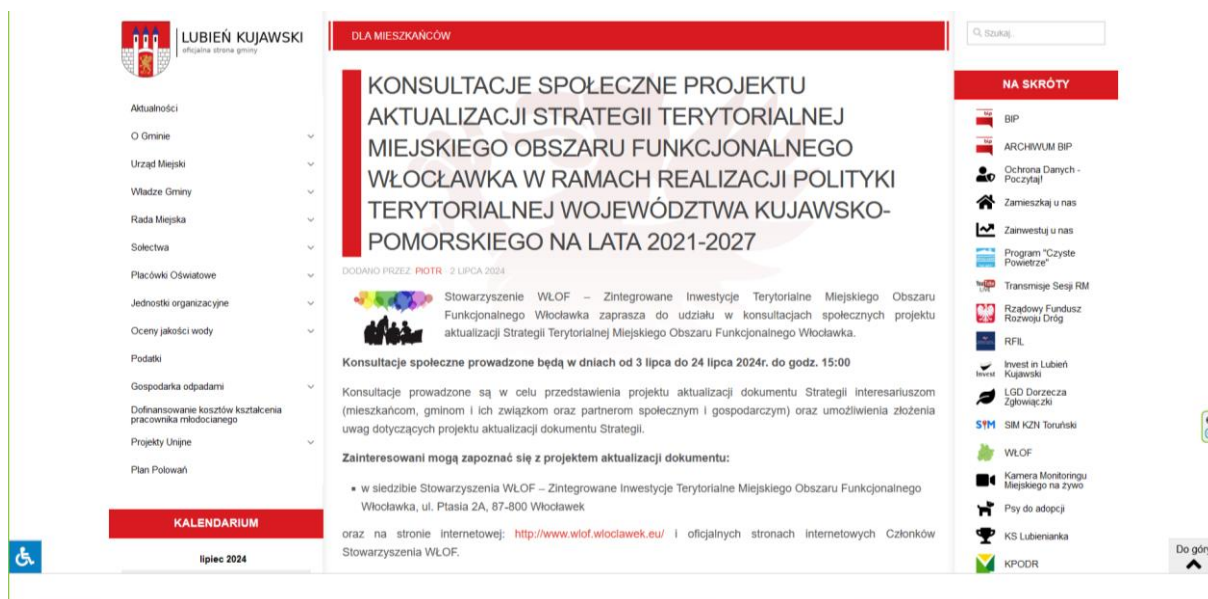 LUBIEŃ KUJAWSKI
oficjalna strona gminy
Aktualności
O Gminie
Urząd Miejski
Władze Gminy
Rada Miejska
Sołectwa
Placówki Oświatowe
Jednostki organizacyjne
Oceny jakości wody
Podatki
Gospodarka odpadami
Dofinansowanie kosztów kształcenia
pracownika młodocianego
Projekty Unijne
Plan Polowań
KALENDARIUM
lipiec 2024
DLA MIESZKAŃCÓW
KONSULTACJE SPOŁECZNE PROJEKTU
AKTUALIZACJI STRATEGII TERYTORIALNEJ
MIEJSKIEGO OBSZARU FUNKCJONALNEGO
WŁOCŁAWKA W RAMACH REALIZACJI POLITYKI
TERYTORIALNEJ WOJEWÓDZTWA KUJAWSKO-
POMORSKIEGO NA LATA 2021-2027
DODANO PRZEZ PIOTR · 2 LIPCA 2024
Stowarzyszenie WŁOF – Zintegrowane Inwestycje Terytorialne Miejskiego Obszaru
Funkcjonalnego Włocławka zaprasza do udziału w konsultacjach społecznych projektu
aktualizacji Strategii Terytorialnej Miejskiego Obszaru Funkcjonalnego Włocławka.
Konsultacje społeczne prowadzone będą w dniach od 3 lipca do 24 lipca 2024r. do godz. 15:00
Konsultacje prowadzone są w celu przedstawienia projektu aktualizacji dokumentu Strategii interesariuszom
(mieszkańcom, gminom i ich związkom oraz partnerom społecznym i gospodarczym) oraz umożliwienia złożenia
uwag dotyczących projektu aktualizacji dokumentu Strategii.
Zainteresowani mogą zapoznać się z projektem aktualizacji dokumentu:
▪ w siedzibie Stowarzyszenia WŁOF – Zintegrowane Inwestycje Terytorialne Miejskiego Obszaru Funkcjonalnego
Włocławka, ul. Ptasia 2A, 87-800 Włocławek
oraz na stronie internetowej: http://www.wlof.wloclawek.eu/ i oficjalnych stronach internetowych Członków
Stowarzyszenia WŁOF.
Szukaj..
NA SKRÓTY
BIP
ARCHIWUM BIP
Ochrona Danych -
Poczytaj!
Zamieszkaj u nas
Zainwestuj u nas
Program "Czyste
Powietrze"
Transmisje Sesji RM
Rządowy Fundusz
Rozwoju Dróg
RFIL
Invest in Lubień
Kujawski
LGD Dorzecza
Zgłowiączki
SIM KZN Toruński
WŁOF
Kamera Monitoringu
Miejskiego na żywo
Psy do adopcji
KS Lubienianka
KPODR
Do góry